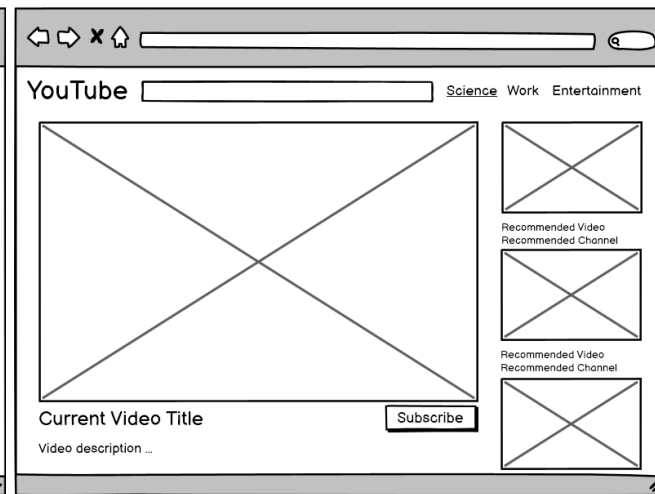 YouTube
Science Work Entertainment
Recommended Video
Recommended Channel
Recommended Video
Recommended Channel
Current Video Title
Subscribe
Video description ...